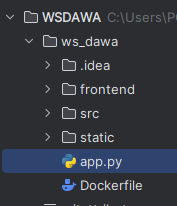 WSDAWA C:\Users\P
ws_dawa
.idea
frontend
src
static
app.py
Dockerfile